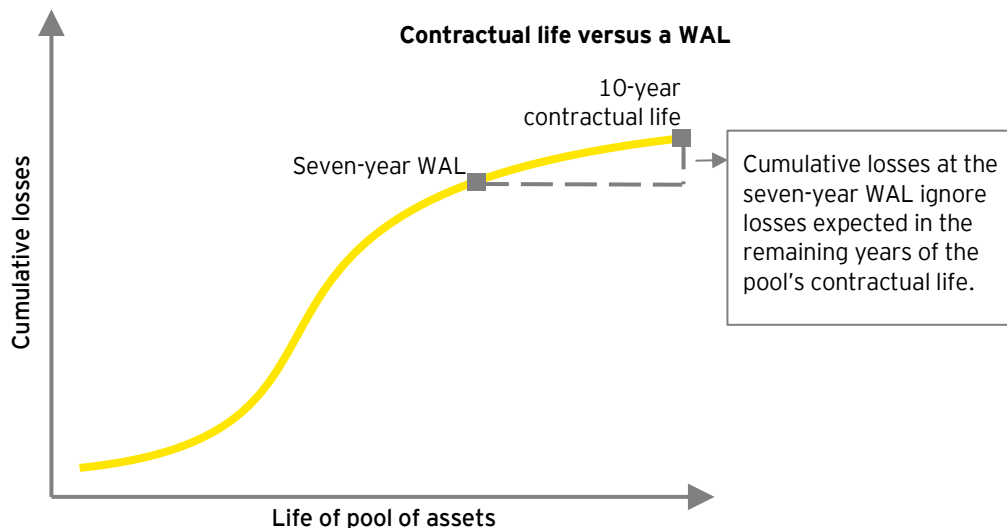 Contractual life versus a WAL
10-year
contractual life
Seven-year WAL
Cumulative losses at the
seven-year WAL ignore
losses expected in the
remaining years of the
pool's contractual life.
Cumulative losses
Life of pool of assets